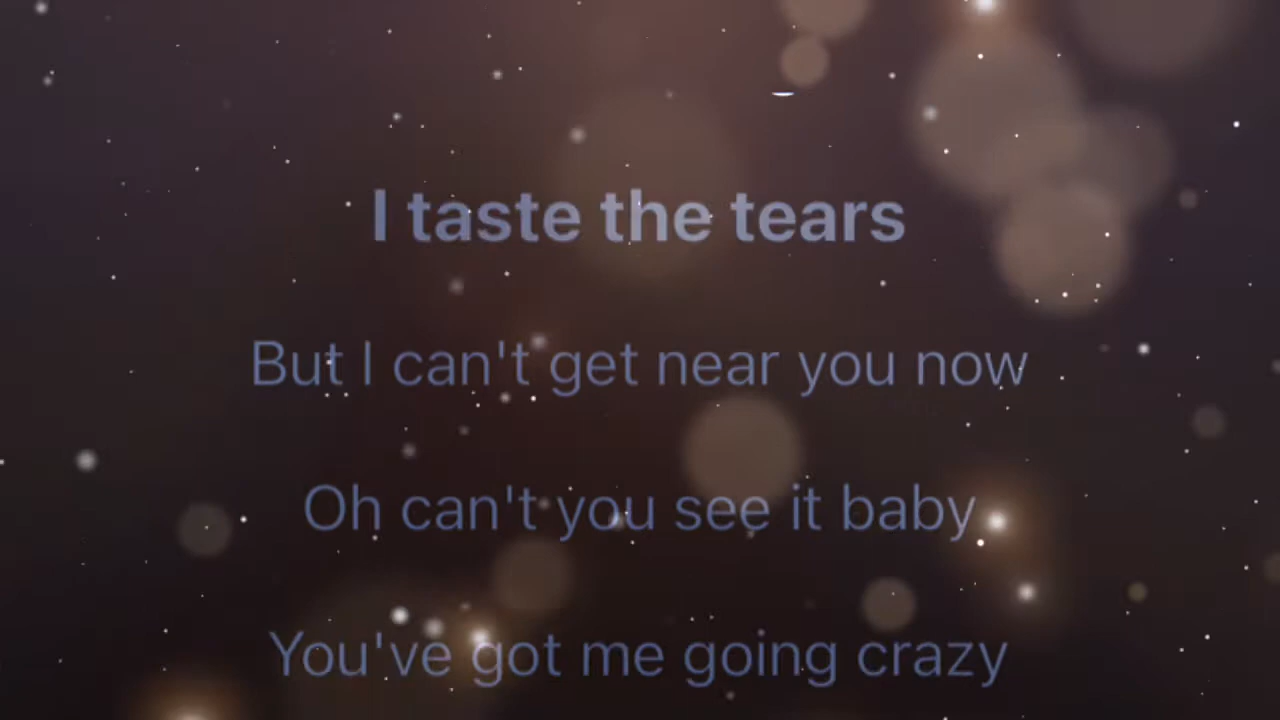 I taste the tears
But I can't get near you now
Oh can't you see it baby
You've got me going crazy